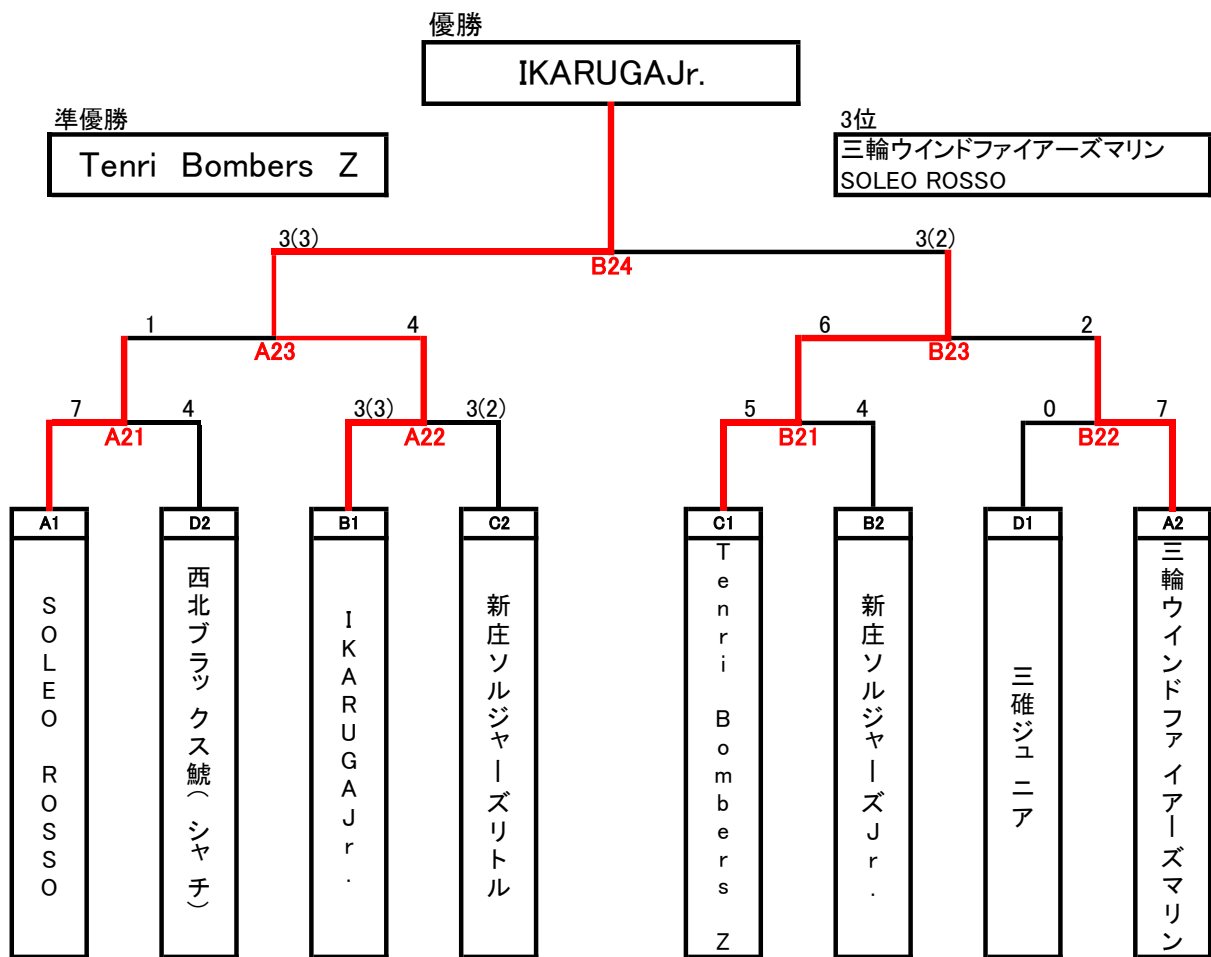 優勝
IKARUGAJr.
準優勝
Tenri Bombers Z
3位
三輪ウインドファイアーズマリン
SOLEO ROSSO
3(3)
3(2)
B24
1
4
6
2
A23
B23
7
4
3(3)
3(2)
5
4
0
7
A21
A22
B21
B22
A1
D2
B1
C2
C1
B2
D1
A2
SOLEO ROSSO
西北ブラックス鯱(シャチ)
IKARUGAJr.
新庄ソルジャーズリトル
Tenri Bombers Z
新庄ソルジャーズJr.
三碓ジュニア
三輪ウインドファイアーズマリン